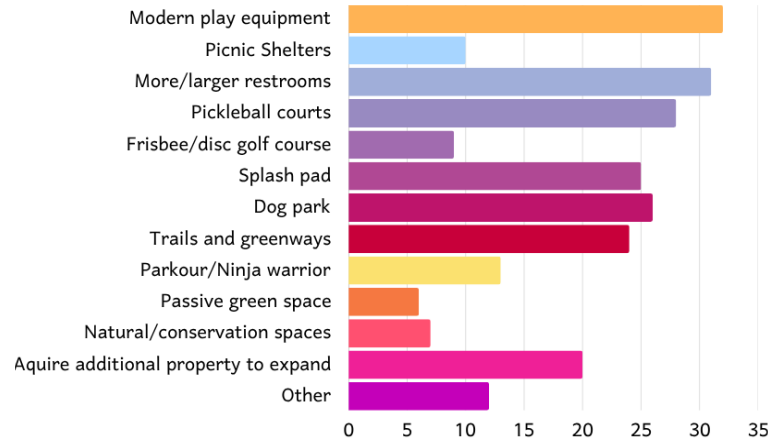 Modern play equipment
Picnic Shelters
More/larger restrooms
Pickleball courts
Frisbee/disc golf course
Splash pad
Dog park
Trails and greenways
Parkour/Ninja warrior
Passive green space
Natural/conservation spaces
Aquire additional property to expand
Other
0 5 10 15 20 25 30 35